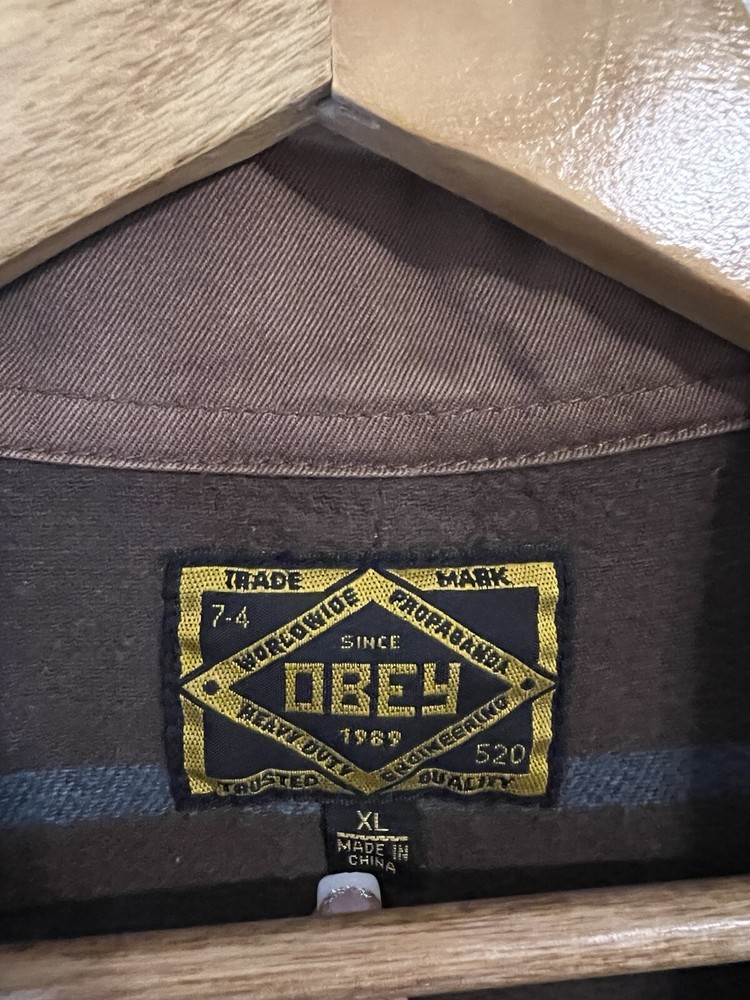 TRADE MARK
7-4
WORLDWIDE PROPAGANDA
SINCE
OBEY
1989
HEAVY DUTY ENGINEERING
520
TRUSTED QUALITY
XL
MADE IN
CHINA